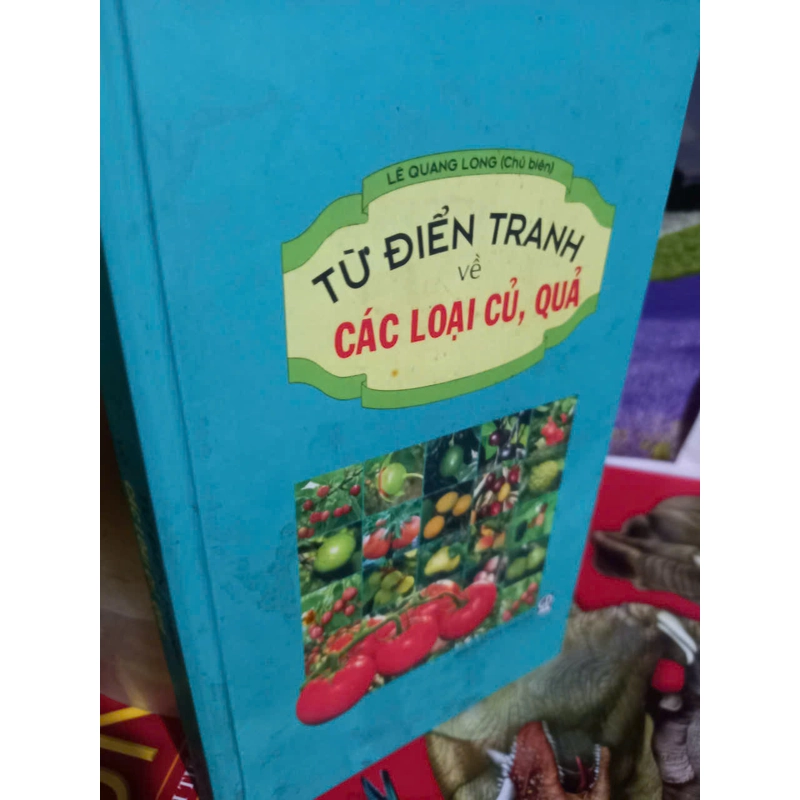 LÊ QUANG LONG (Chủ biên)
TỪ ĐIỂN TRANH
về
CÁC LOẠI CỦ, QUẢ